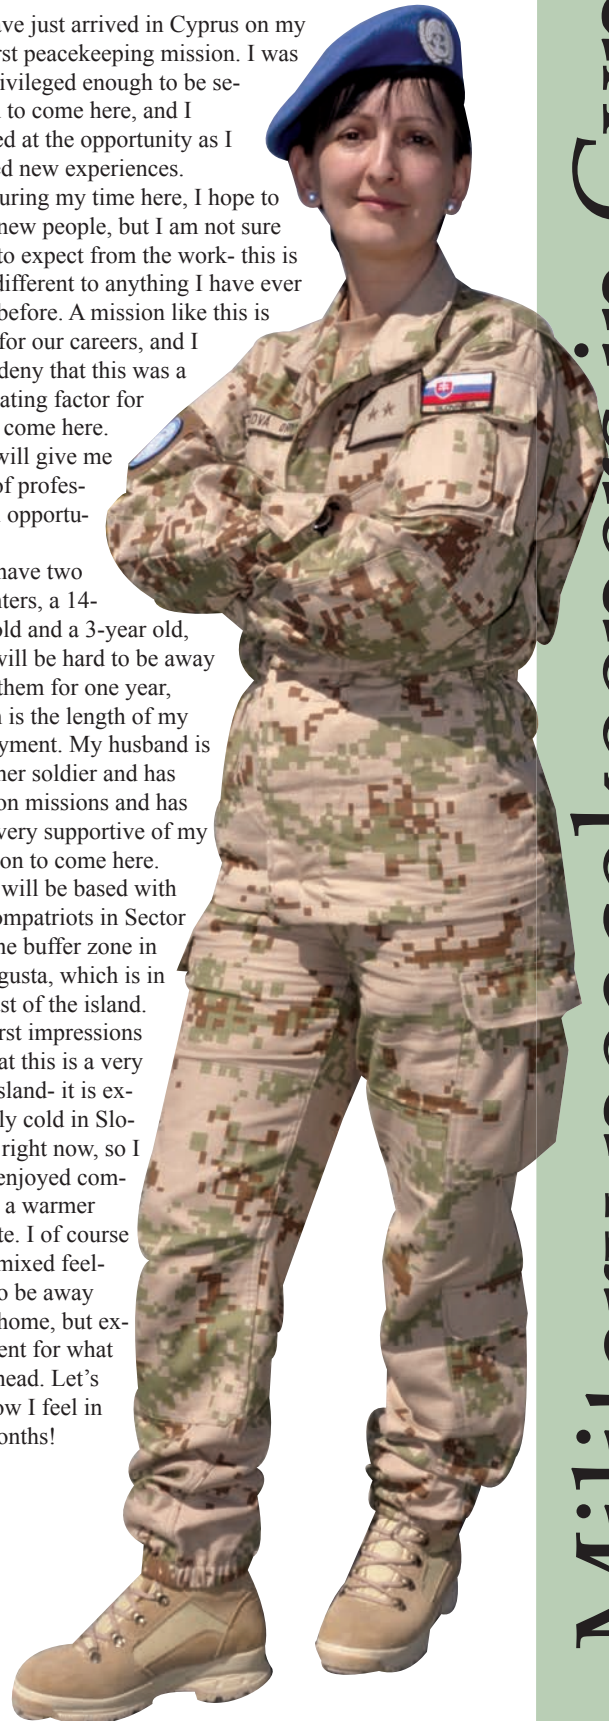 ave just arrived in Cyprus on my
rst peacekeeping mission. I was
ivileged enough to be se-
to come here, and I
ed at the opportunity as I
ed new experiences.
uring my time here, I hope to
new people, but I am not sure
to expect from the work- this is
different to anything I have ever
before. A mission like this is
for our careers, and I
deny that this was a
ating factor for
come here.
will give me
of profes-
opportu-
have two
hters, a 14-
old and a 3-year old,
will be hard to be away
them for one year,
h is the length of my
yment. My husband is
her soldier and has
on missions and has
very supportive of my
on to come here.
will be based with
ompatriots in Sector
he buffer zone in
gusta, which is in
st of the island.
rst impressions
at this is a very
sland- it is ex-
ly cold in Slo-
right now, so I
enjoyed com-
a warmer
te. I of course
mixed feel-
o be away
home, but ex-
ent for what
head. Let's
ow I feel in
onths!
OVA